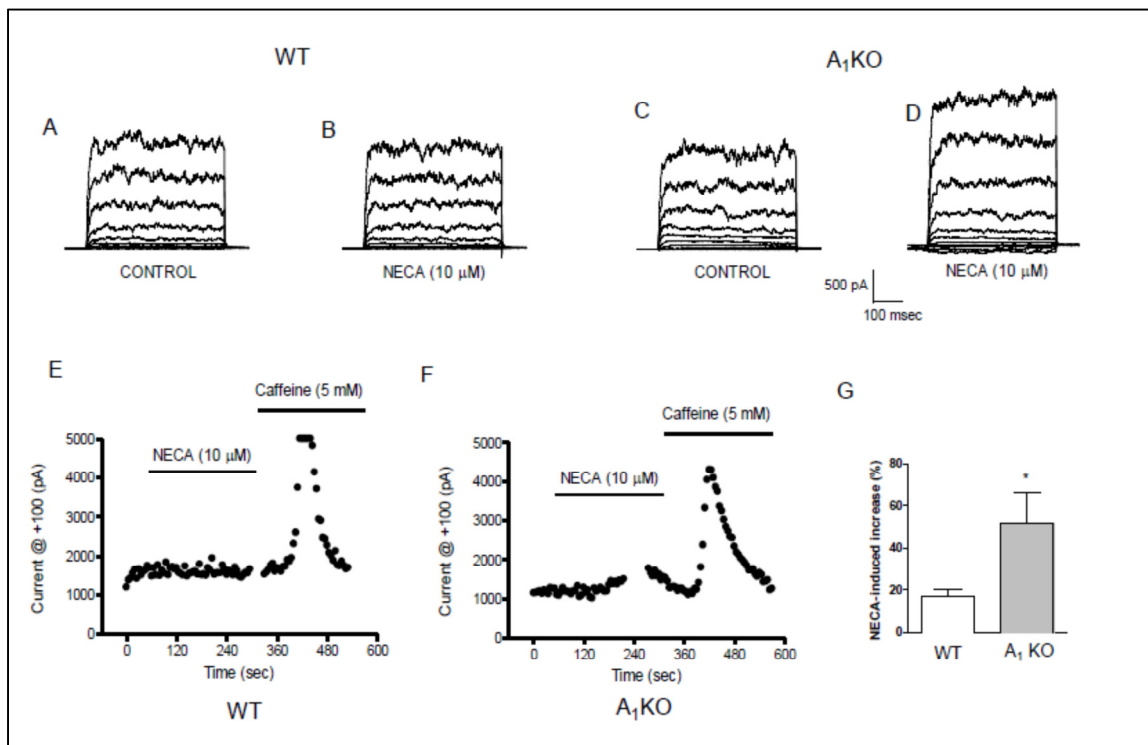 WT
A₁KO
A
B
C
D
CONTROL
NECA (10 µM)
CONTROL
NECA (10 µM)
500 pA
100 msec
E
Caffeine (5 mM)
NECA (10 µM)
Current @ +100 (pA)
5000
4000
3000
2000
1000
0
0 120 240 360 480 600
Time (sec)
WT
F
Caffeine (5 mM)
NECA (10 µM)
Current @ +100 (pA)
5000
4000
3000
2000
1000
0
0 120 240 360 480 600
Time (sec)
A₁KO
G
NECA-induced increase (%)
80
60
40
20
0
*
WT
A₁ KO